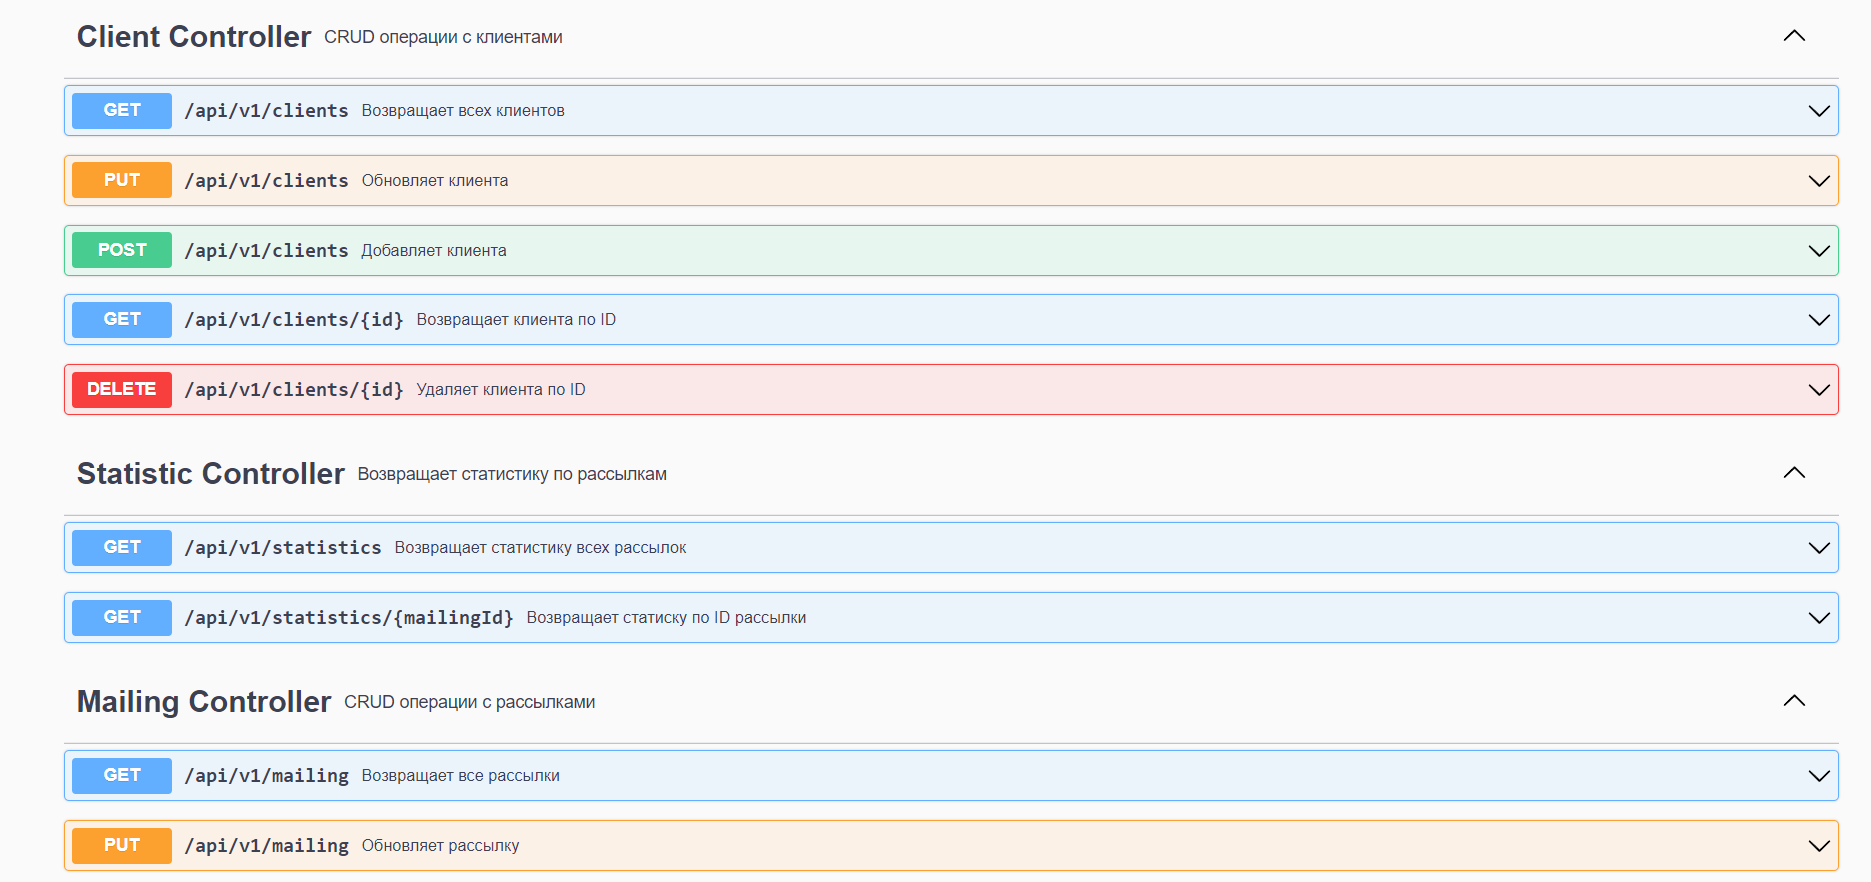 Client Controller CRUD операции с клиентами
GET /api/v1/clients Возвращает всех клиентов
PUT /api/v1/clients Обновляет клиента
POST /api/v1/clients Добавляет клиента
GET /api/v1/clients/{id} Возвращает клиента по ID
DELETE /api/v1/clients/{id} Удаляет клиента по ID
Statistic Controller Возвращает статистику по рассылкам
GET /api/v1/statistics Возвращает статистику всех рассылок
GET /api/v1/statistics/{mailingId} Возвращает статиску по ID рассылки
Mailing Controller CRUD операции с рассылками
GET /api/v1/mailing Возвращает все рассылки
PUT /api/v1/mailing Обновляет рассылку